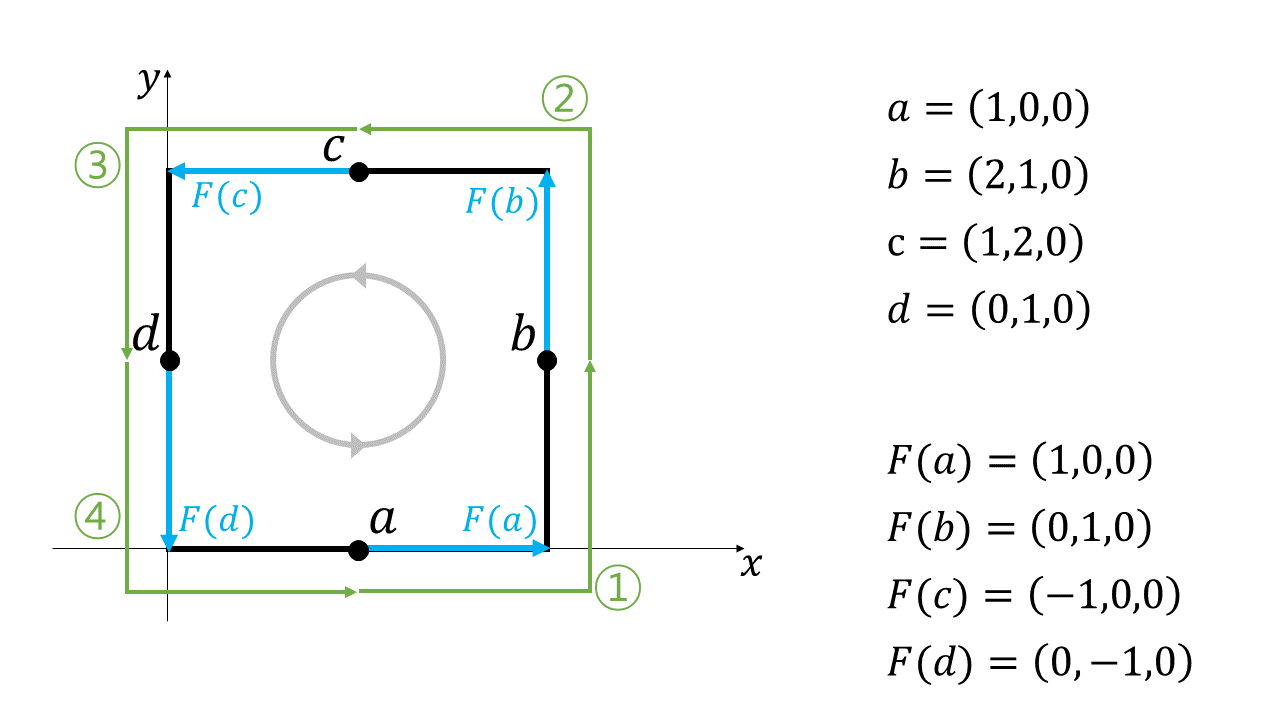 y
②
③
c
F(c)
F(b)
d
b
④
F(d)
a
F(a)
x
①
a = (1,0,0)
b = (2,1,0)
c = (1,2,0)
d = (0,1,0)
F(a) = (1,0,0)
F(b) = (0,1,0)
F(c) = (−1,0,0)
F(d) = (0,−1,0)